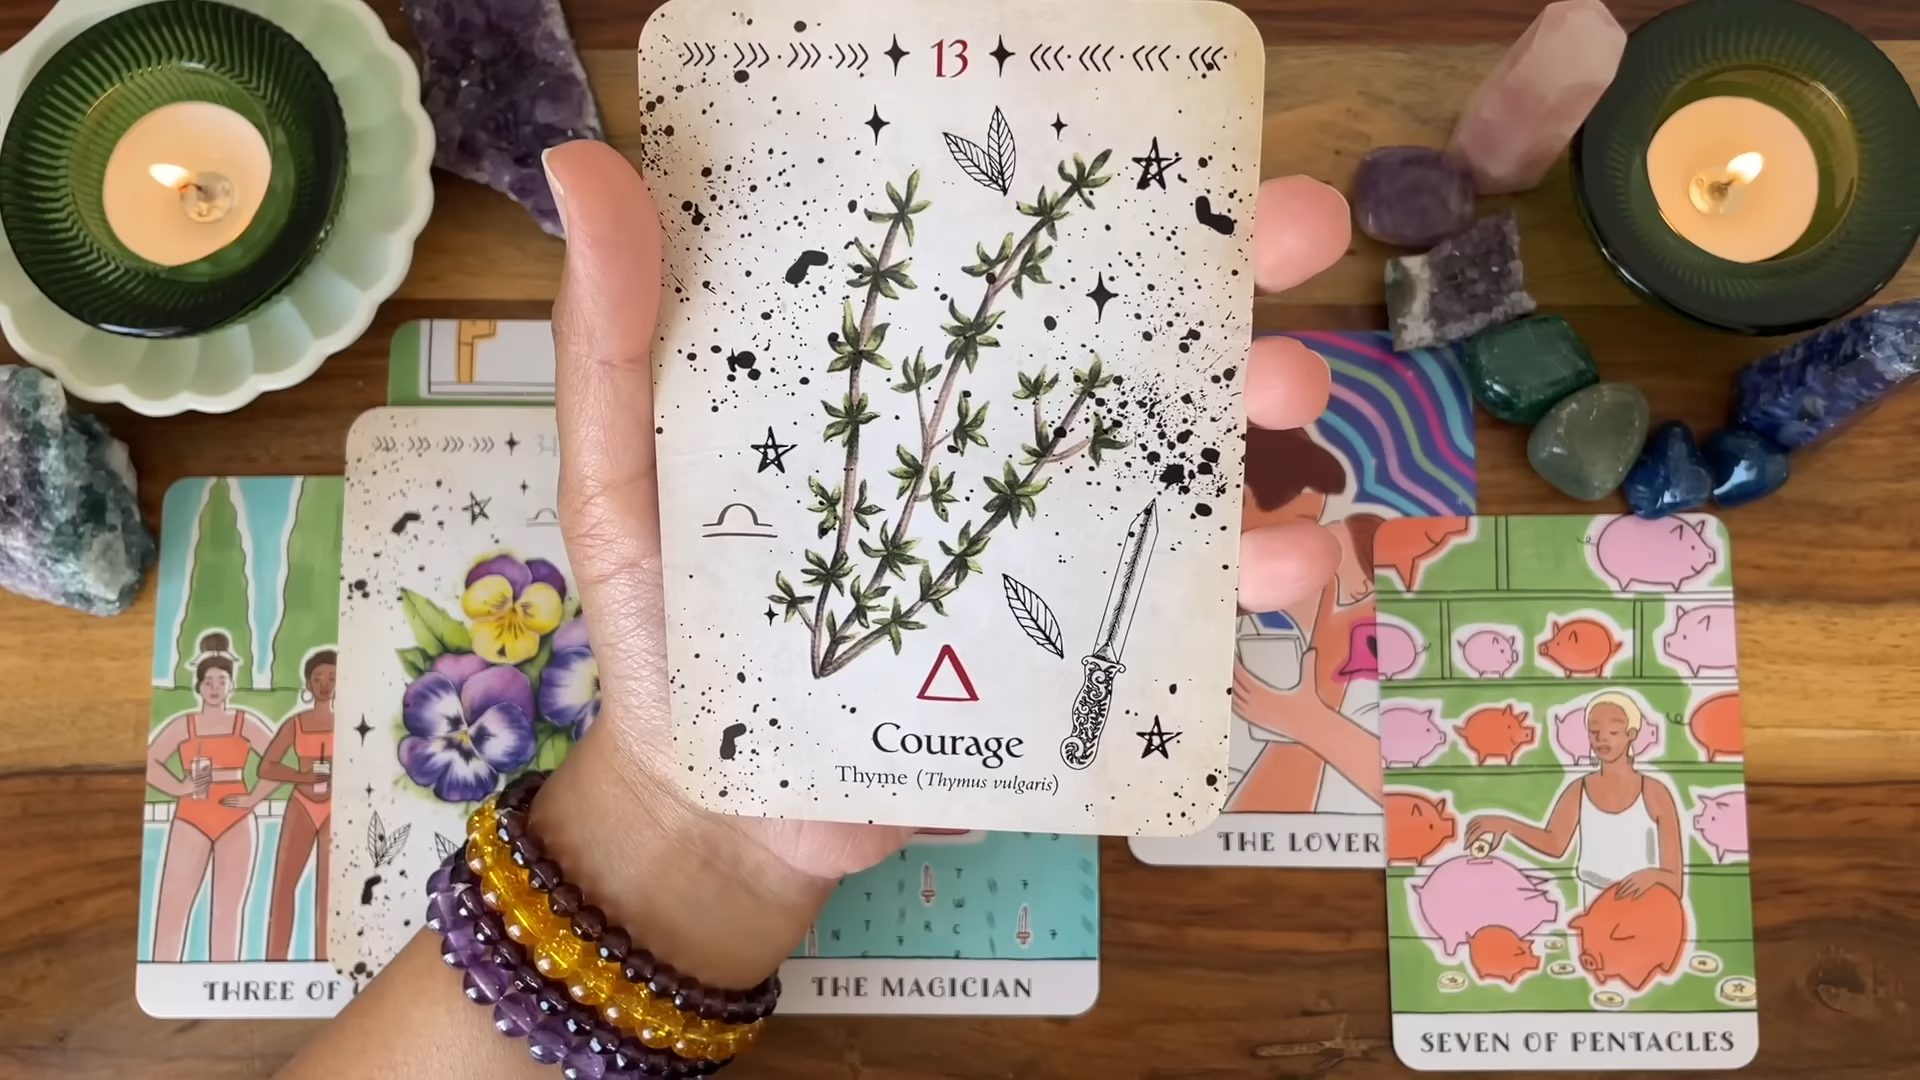 13
Courage
Thyme (Thymus vulgaris)
THREE OF
THE MAGICIAN
THE LOVER
SEVEN OF PENTACLES